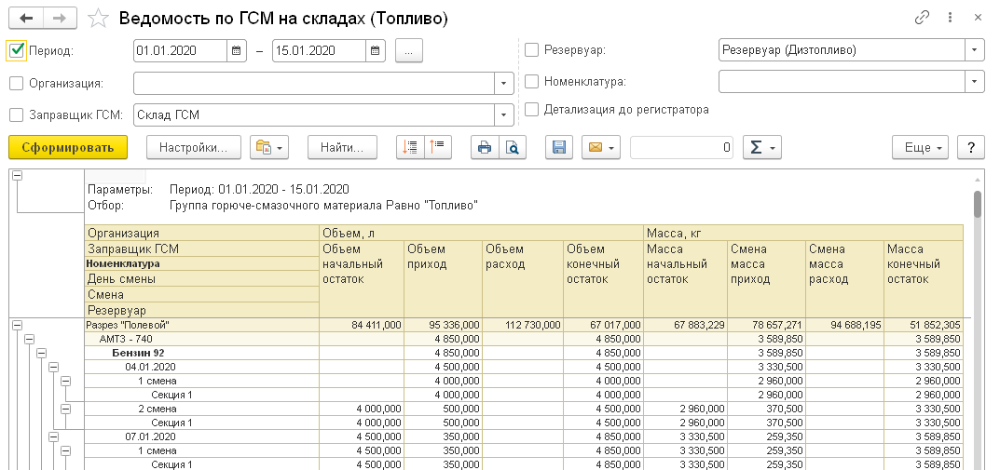 Ведомость по ГСМ на складах (Топливо)
Период: 01.01.2020 – 15.01.2020 ... Резервуар: Резервуар (Дизтопливо)
Организация: Номенклатура:
Заправщик ГСМ: Склад ГСМ Детализация до регистратора
Сформировать Настройки... Найти... 0 Σ Еще ?
Параметры: Период: 01.01.2020 - 15.01.2020
Отбор: Группа горюче-смазочного материала Равно "Топливо"
Организация Объем, л Масса, кг
Заправщик ГСМ Объем Объем Объем Объем Масса Смена Смена Масса
Номенклатура начальный приход расход конечный начальный масса масса конечный
День смены остаток остаток остаток приход расход остаток
Смена
Резервуар
Разрез "Полевой" 84 411,000 95 336,000 112 730,000 67 017,000 67 883,229 78 657,271 94 688,195 51 852,305
АМТЗ - 740 4 850,000 4 850,000 3 589,850 3 589,850
Бензин 92 4 850,000 4 850,000 3 589,850 3 589,850
04.01.2020 4 500,000 4 500,000 3 330,500 3 330,500
1 смена 4 000,000 4 000,000 2 960,000 2 960,000
Секция 1 4 000,000 4 000,000 2 960,000 2 960,000
2 смена 4 000,000 500,000 4 500,000 2 960,000 370,500 3 330,500
Секция 1 4 000,000 500,000 4 500,000 2 960,000 370,500 3 330,500
07.01.2020 4 500,000 350,000 4 850,000 3 330,500 259,350 3 589,850
1 смена 4 500,000 350,000 4 850,000 3 330,500 259,350 3 589,850
Секция 1 4 500,000 350,000 4 850,000 3 330,500 259,350 3 589,850